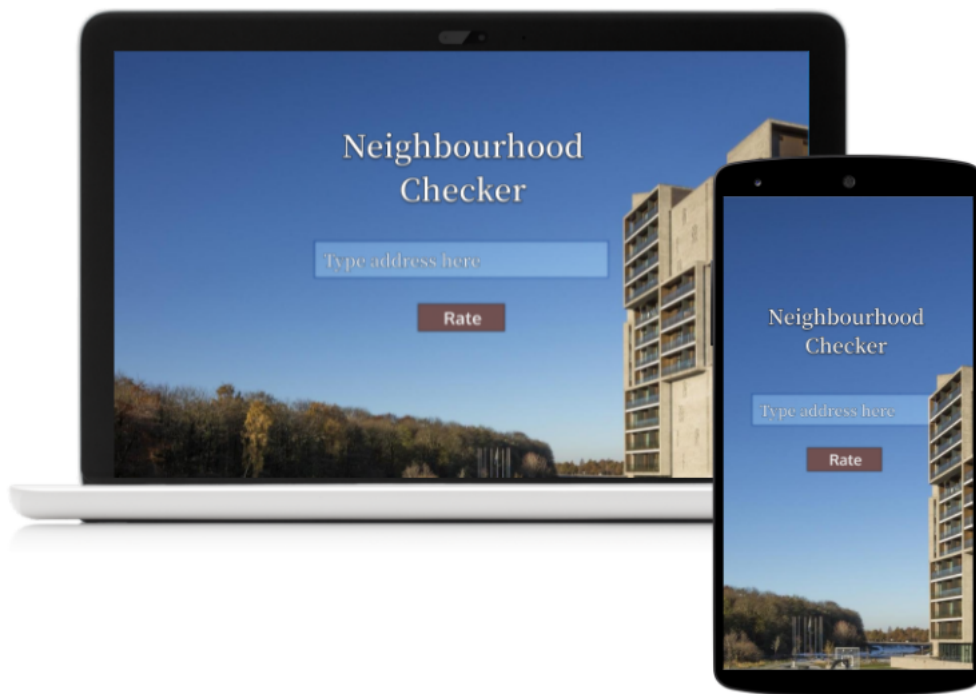 Neighbourhood
Checker
Type address here
Rate
Neighbourhood
Checker
Type address here
Rate